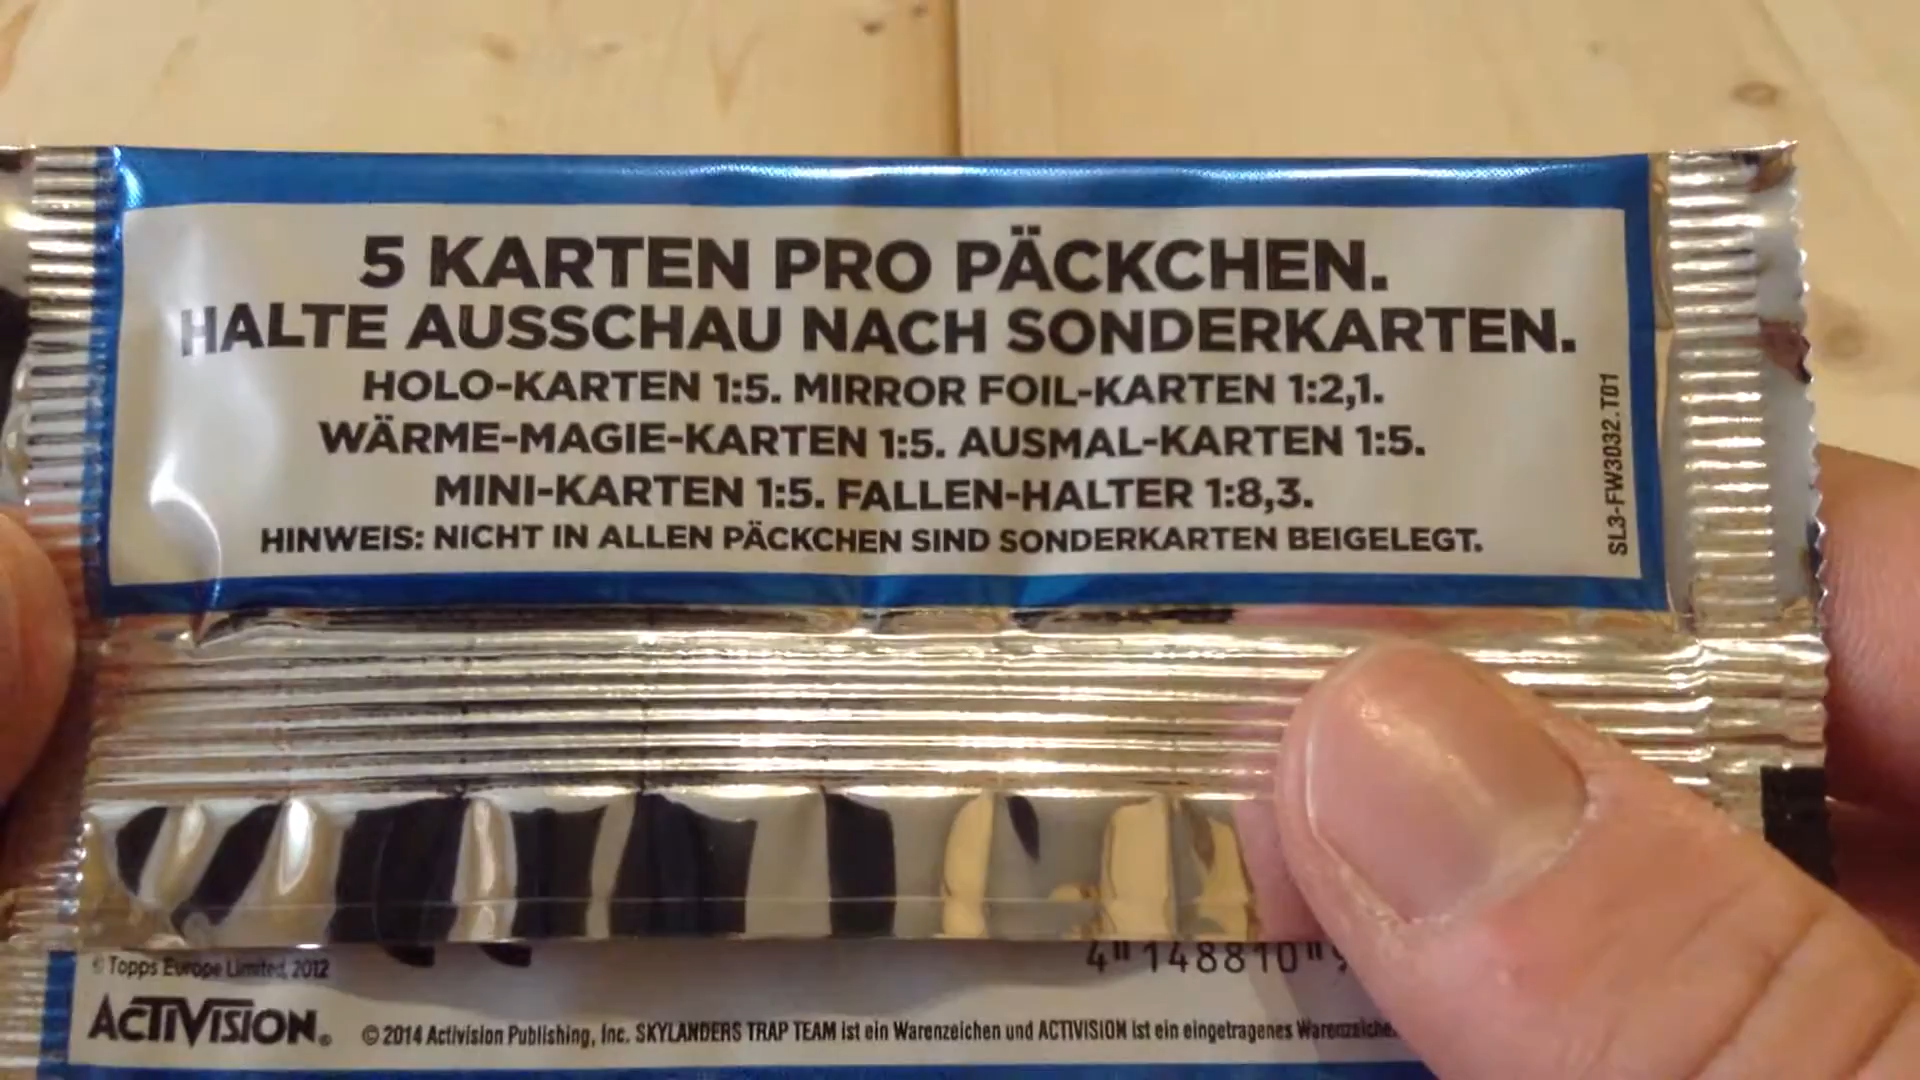 5 KARTEN PRO PÄCKCHEN.
HALTE AUSSCHAU NACH SONDERKARTEN.
HOLO-KARTEN 1:5. MIRROR FOIL-KARTEN 1:2,1.
WÄRME-MAGIE-KARTEN 1:5. AUSMAL-KARTEN 1:5.
MINI-KARTEN 1:5. FALLEN-HALTER 1:8,3.
HINWEIS: NICHT IN ALLEN PÄCKCHEN SIND SONDERKARTEN BEIGELEGT.
SL3-FW3032.T01
© Topps Europe Limited, 2012
4 148810
ACTIVISION®
© 2014 Activision Publishing, Inc. SKYLANDERS TRAP TEAM ist ein Warenzeichen und ACTIVISION ist ein eingetragenes